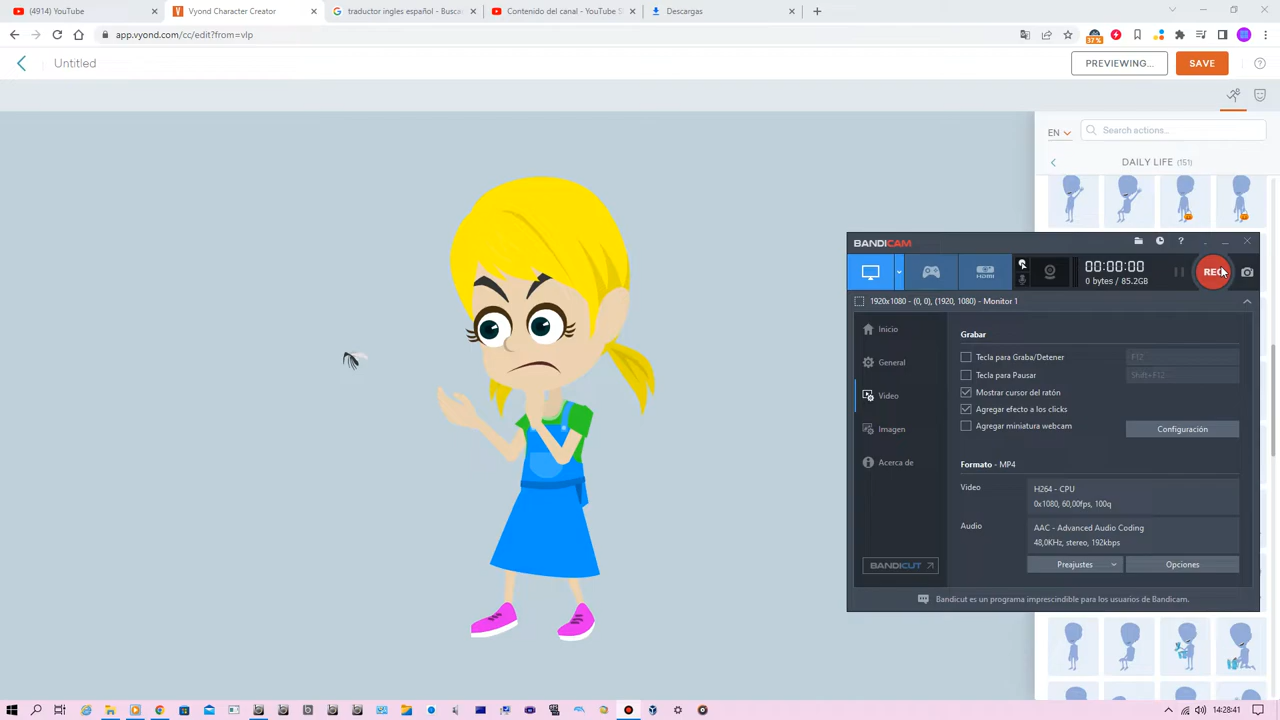 (4914) YouTube
Vyond Character Creator
traductor ingles español - Busca
Contenido del canal - YouTube S
Descargas
app.vyond.com/cc/edit?from=vlp
32 %
Untitled
PREVIEWING...
SAVE
EN
Search actions...
DAILY LIFE (151)
BANDICAM
HDMI
00:00:00
0 bytes / 85.2GB
REC
1920x1080 - (0, 0), (1920, 1080) - Monitor 1
Inicio
General
Video
Imagen
Acerca de
BANDICUT
Grabar
Tecla para Graba/Detener
F12
Tecla para Pausar
Shift+F12
Mostrar cursor del ratón
Agregar efecto a los clicks
Agregar miniatura webcam
Configuración
Formato - MP4
Video
H264 - CPU
0x1080, 60,00fps, 100q
Audio
AAC - Advanced Audio Coding
48,0KHz, stereo, 192kbps
Preajustes
Opciones
Bandicut es un programa imprescindible para los usuarios de Bandicam.
14:28:41